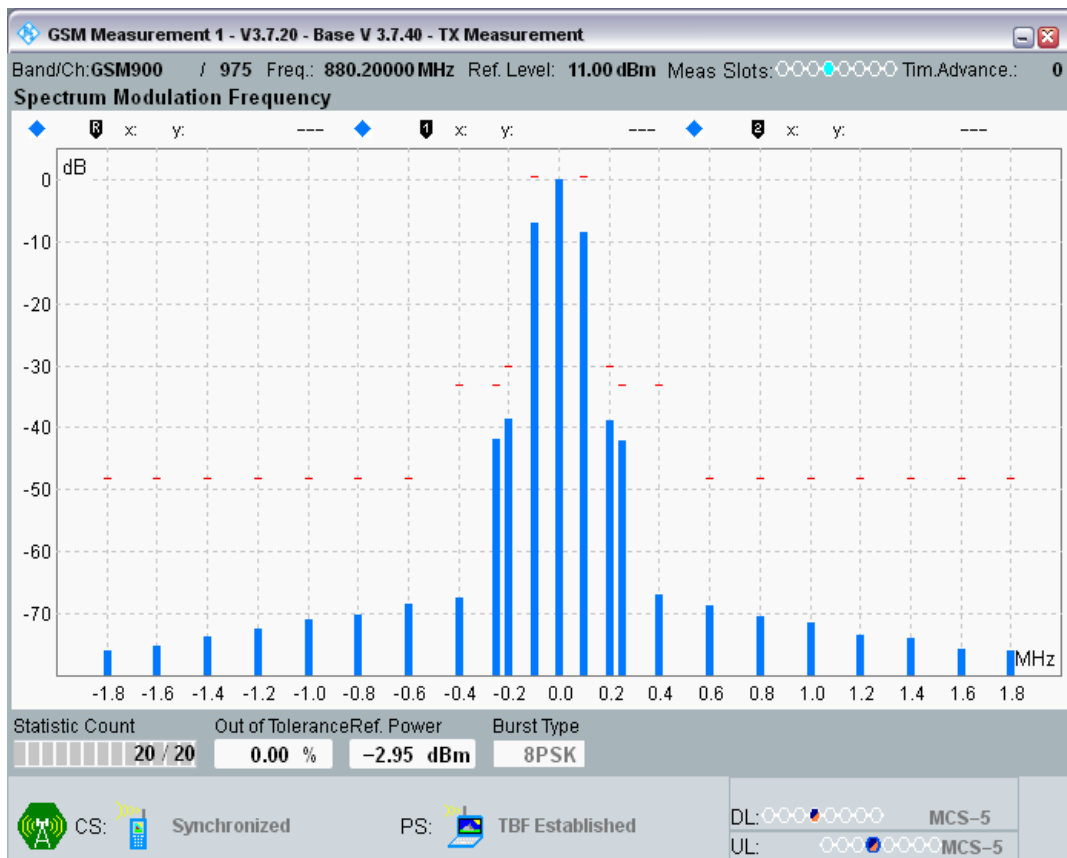 GSM Measurement 1 - V3.7.20 - Base V 3.7.40 - TX Measurement
Band/Ch:GSM900 / 975 Freq.: 880.20000 MHz Ref. Level: 11.00 dBm Meas Slots: Tim.Advance.: 0
Spectrum Modulation Frequency
R x: y: --- 1 x: y: --- 2 x: y: ---
dB
0
-10
-20
-30
-40
-50
-60
-70
MHz
-1.8 -1.6 -1.4 -1.2 -1.0 -0.8 -0.6 -0.4 -0.2 0.0 0.2 0.4 0.6 0.8 1.0 1.2 1.4 1.6 1.8
Statistic Count Out of Tolerance Ref. Power Burst Type
20 / 20 0.00 % −2.95 dBm 8PSK
CS: Synchronized PS: TBF Established
DL: MCS−5
UL: MCS−5